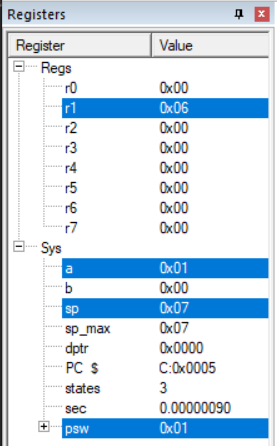 Registers
Register Value
Regs
r0 0x00
r1 0x06
r2 0x00
r3 0x00
r4 0x00
r5 0x00
r6 0x00
r7 0x00
Sys
a 0x01
b 0x00
sp 0x07
sp_max 0x07
dptr 0x0000
PC $ C:0x0005
states 3
sec 0.00000090
psw 0x01